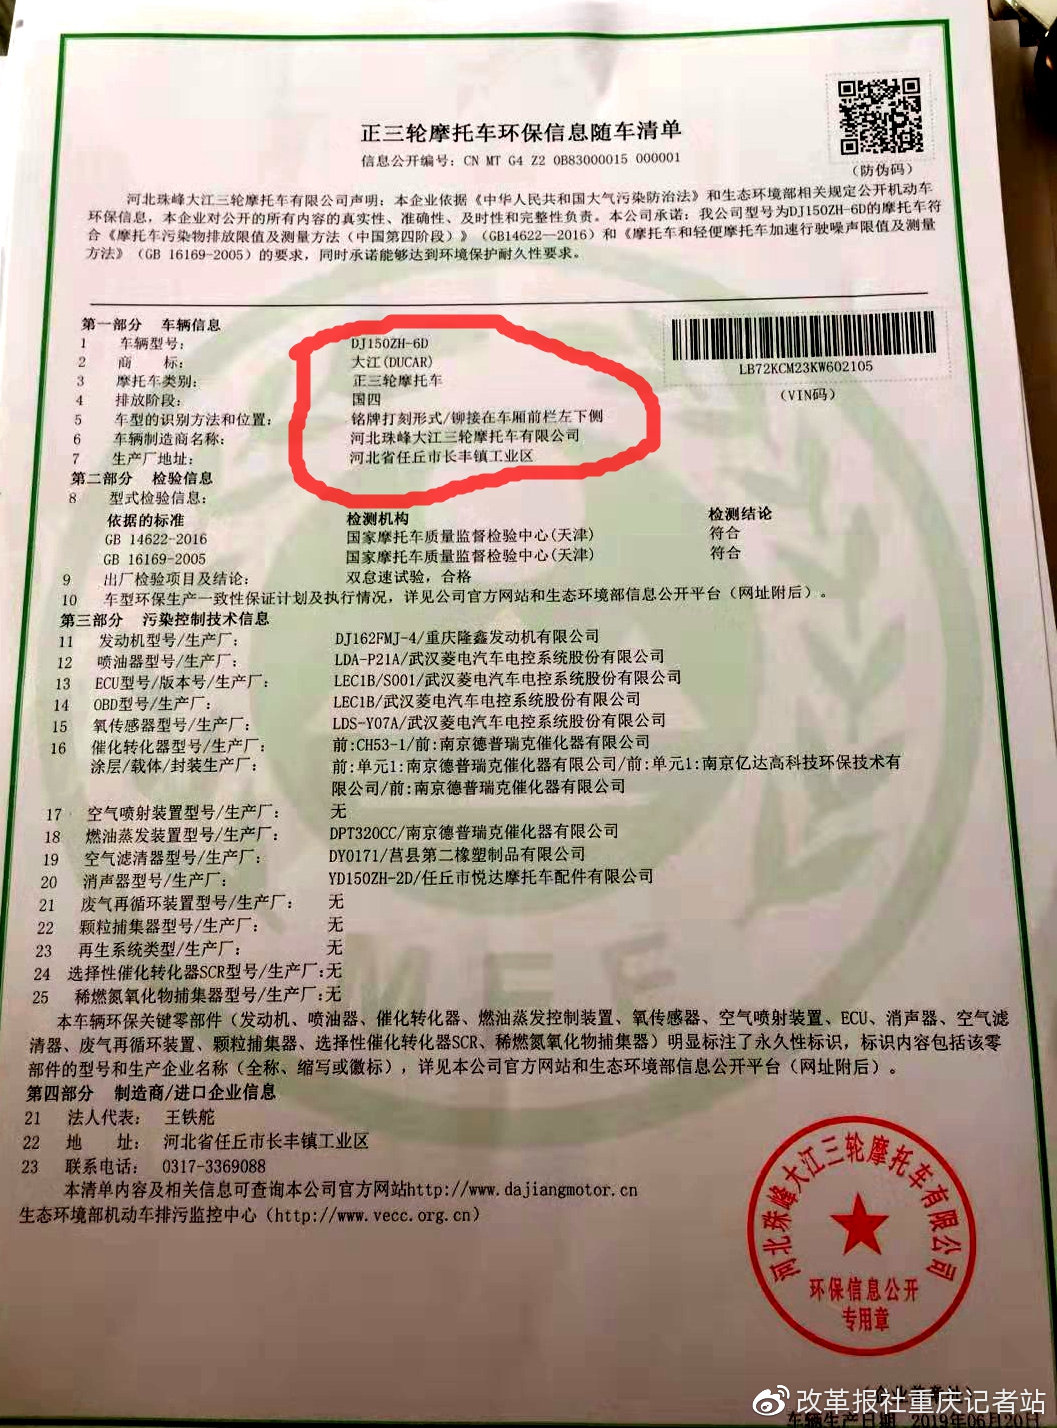 正三轮摩托车环保信息随车清单
信息公开编号：CN MT G4 Z2 0B83000015 000001
(防伪码)
河北珠峰大江三轮摩托车有限公司声明：本企业依据《中华人民共和国大气污染防治法》和生态环境部相关规定公开机动车
环保信息，本企业对公开的所有内容的真实性、准确性、及时性和完整性负责。本公司承诺：我公司型号为DJ150ZH-6D的摩托车符
合《摩托车污染物排放限值及测量方法（中国第四阶段）》（GB14622—2016）和《摩托车和轻便摩托车加速行驶噪声限值及测量
方法》（GB 16169-2005）的要求，同时承诺能够达到环境保护耐久性要求。
第一部分 车辆信息
1 车辆型号： DJ150ZH-6D
2 商 标： 大江(DUCAR)
3 摩托车类别： 正三轮摩托车
4 排放阶段： 国四
5 车型的识别方法和位置： 铭牌打刻形式/铆接在车厢前栏左下侧
6 车辆制造商名称： 河北珠峰大江三轮摩托车有限公司
7 生产厂地址： 河北省任丘市长丰镇工业区
LB72KCM23KW602105
(VIN码)
第二部分 检验信息
8 型式检验信息：
依据的标准 检测机构 检测结论
GB 14622-2016 国家摩托车质量监督检验中心(天津) 符合
GB 16169-2005 国家摩托车质量监督检验中心(天津) 符合
9 出厂检验项目及结论： 双怠速试验，合格
10 车型环保生产一致性保证计划及执行情况，详见公司官方网站和生态环境部信息公开平台（网址附后）。
第三部分 污染控制技术信息
11 发动机型号/生产厂： DJ162FMJ-4/重庆隆鑫发动机有限公司
12 喷油器型号/生产厂： LDA-P21A/武汉菱电汽车电控系统股份有限公司
13 ECU型号/版本号/生产厂： LEC1B/S001/武汉菱电汽车电控系统股份有限公司
14 OBD型号/生产厂： LEC1B/武汉菱电汽车电控系统股份有限公司
15 氧传感器型号/生产厂： LDS-Y07A/武汉菱电汽车电控系统股份有限公司
16 催化转化器型号/生产厂： 前:CH53-1/前:南京德普瑞克催化器有限公司
涂层/载体/封装生产厂： 前:单元1:南京德普瑞克催化器有限公司/前:单元1:南京亿达高科技环保技术有
限公司/前:南京德普瑞克催化器有限公司
17 空气喷射装置型号/生产厂： 无
18 燃油蒸发装置型号/生产厂： DPT320CC/南京德普瑞克催化器有限公司
19 空气滤清器型号/生产厂： DY0171/莒县第二橡塑制品有限公司
20 消声器型号/生产厂： YD150ZH-2D/任丘市悦达摩托车配件有限公司
21 废气再循环装置型号/生产厂： 无
22 颗粒捕集器型号/生产厂： 无
23 再生系统类型/生产厂： 无
24 选择性催化转化器SCR型号/生产厂:无
25 稀燃氮氧化物捕集器型号/生产厂:无
MEE
本车辆环保关键零部件（发动机、喷油器、催化转化器、燃油蒸发控制装置、氧传感器、空气喷射装置、ECU、消声器、空气滤
清器、废气再循环装置、颗粒捕集器、选择性催化转化器SCR、稀燃氮氧化物捕集器）明显标注了永久性标识，标识内容包括该零
部件的型号和生产企业名称（全称、缩写或徽标），详见本公司官方网站和生态环境部信息公开平台（网址附后）。
第四部分 制造商/进口企业信息
21 法人代表： 王铁舵
22 地 址： 河北省任丘市长丰镇工业区
23 联系电话： 0317-3369088
本清单内容及相关信息可查询本公司官方网站http://www.dajiangmotor.cn
生态环境部机动车排污监控中心（http://www.vecc.org.cn）
河北珠峰大江三轮摩托车有限公司
环保信息公开
专用章
车辆生产日期 2019年06月20日
改革报社重庆记者站